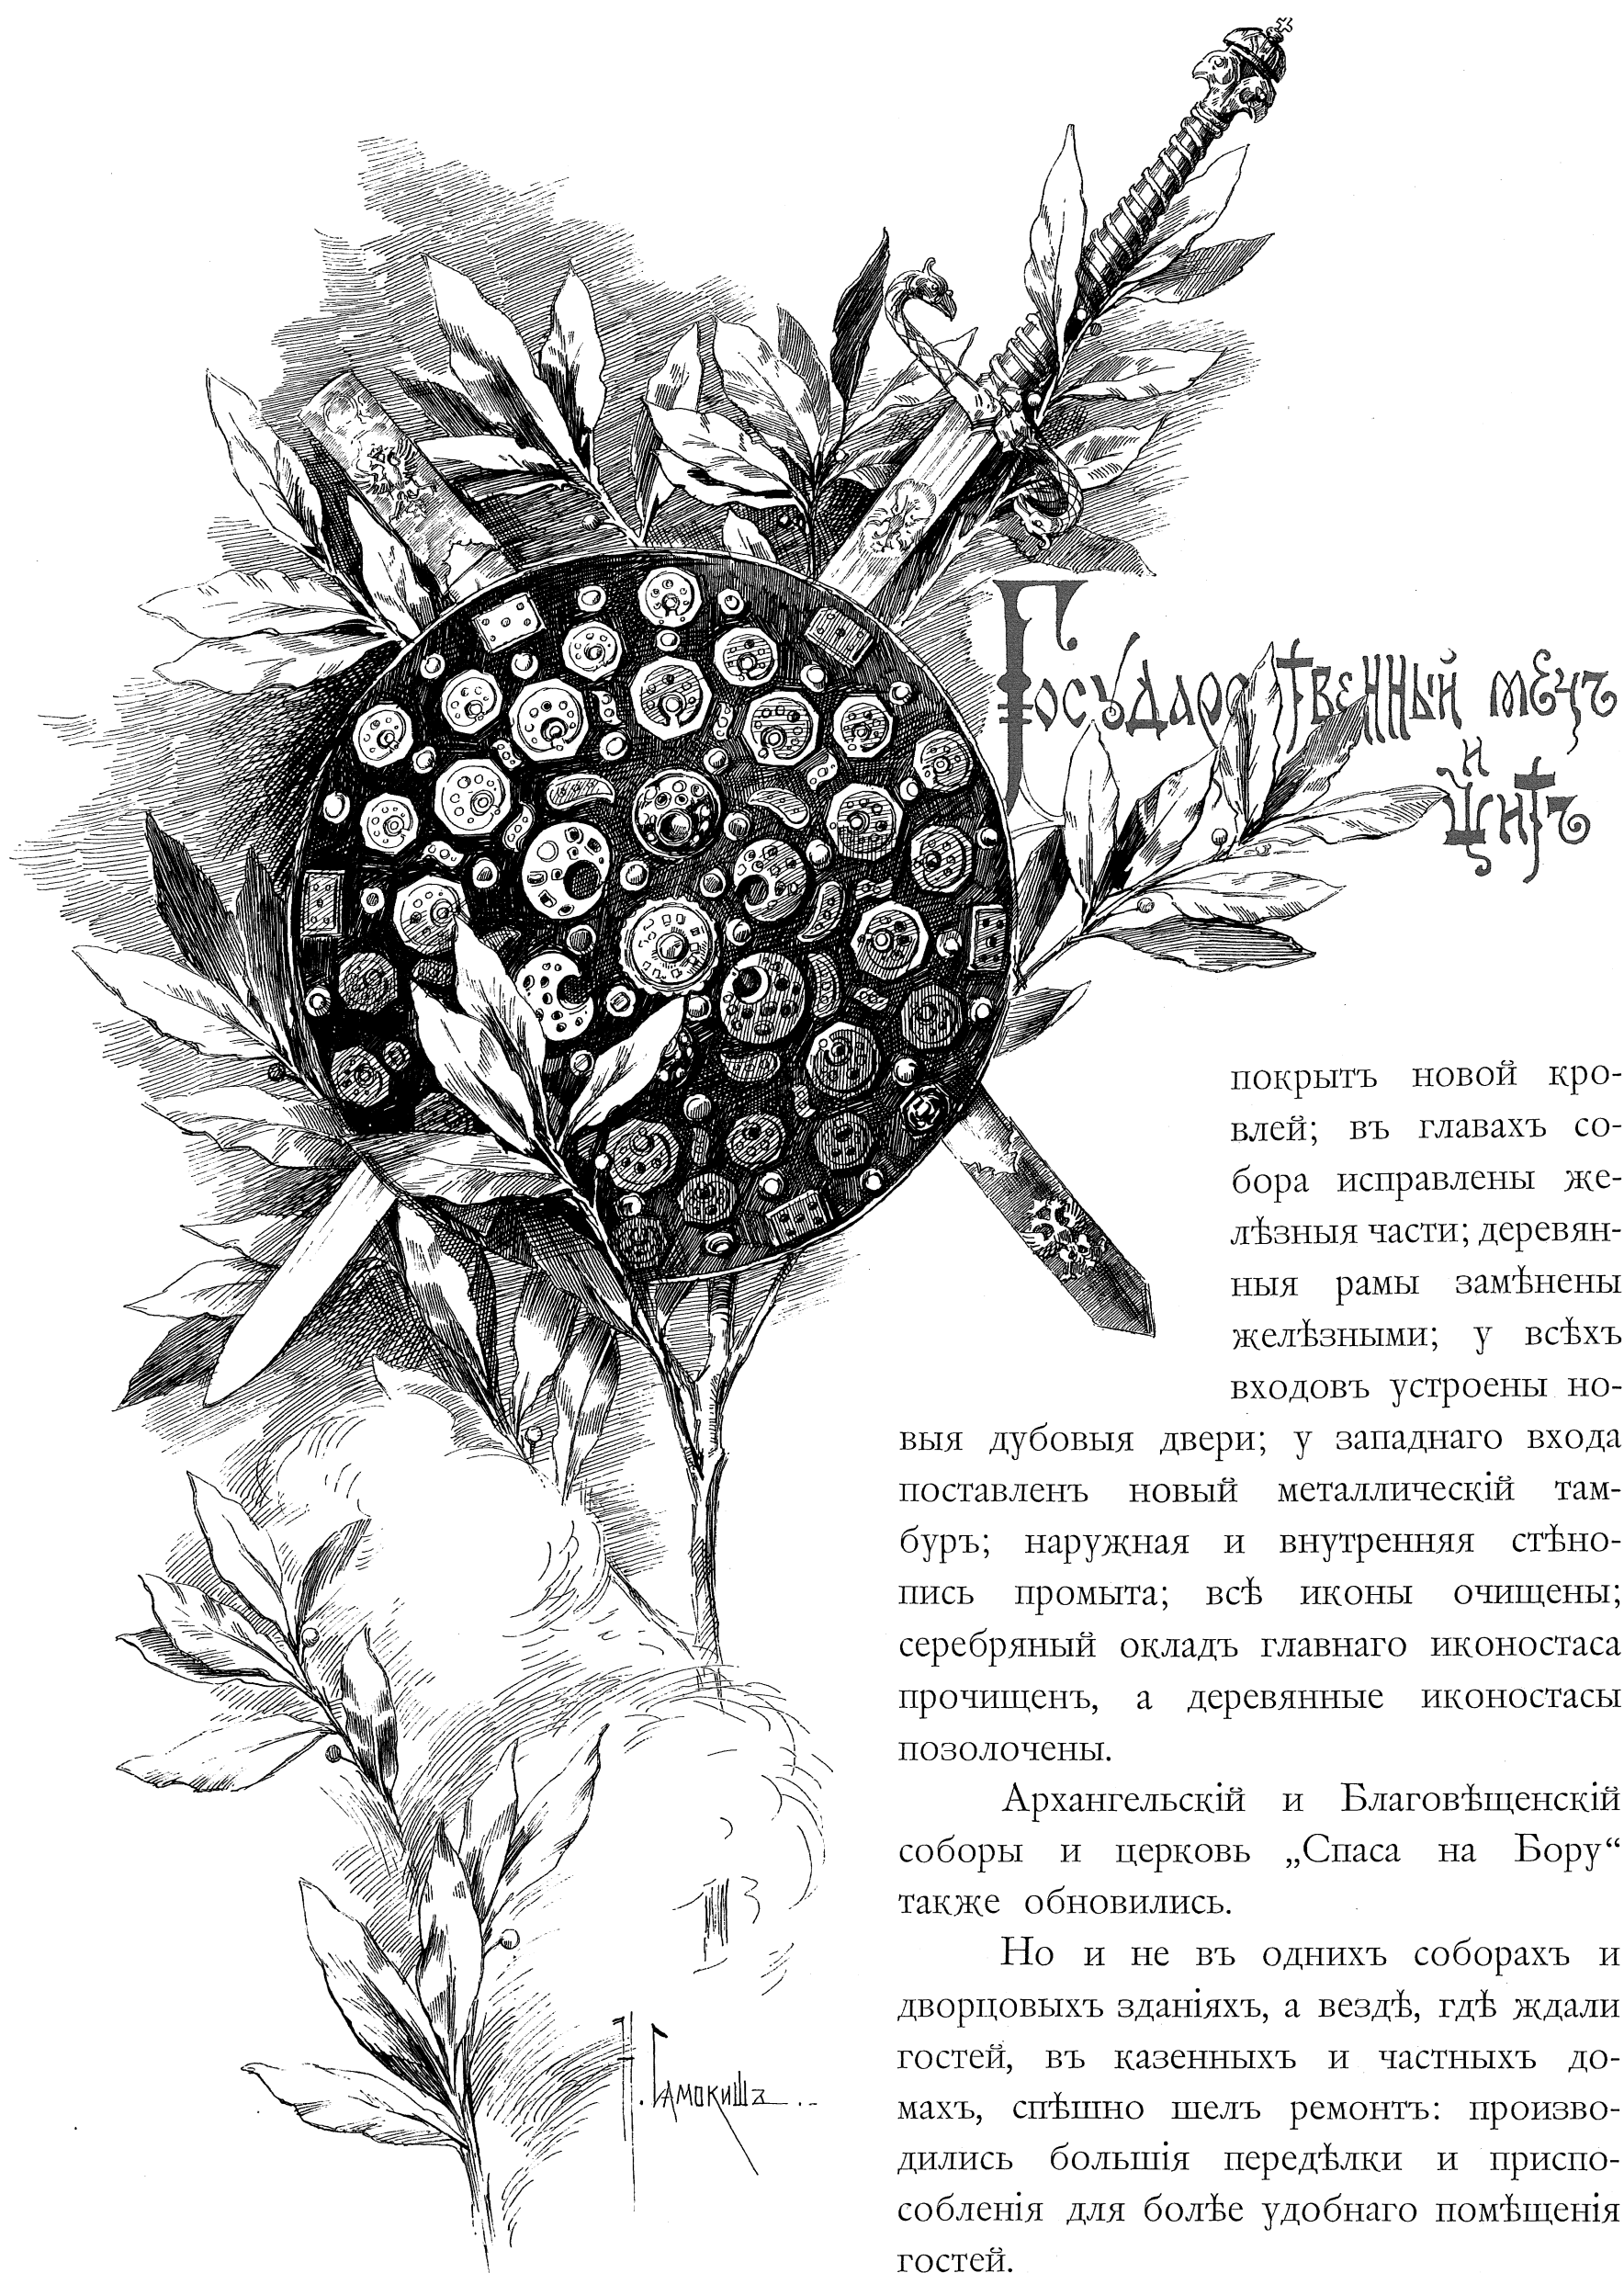 Государственный мечъ
и
щитъ
покрытъ новой кро-
влей; въ главахъ со-
бора исправлены же-
лѣзныя части; деревян-
ныя рамы замѣнены
желѣзными; у всѣхъ
входовъ устроены но-
выя дубовыя двери; у западнаго входа
поставленъ новый металлическій там-
буръ; наружная и внутренняя стѣно-
пись промыта; всѣ иконы очищены;
серебряный окладъ главнаго иконостаса
прочищенъ, а деревянные иконостасы
позолочены.
Архангельскій и Благовѣщенскій
соборы и церковь „Спаса на Бору“
также обновились.
Но и не въ однихъ соборахъ и
дворцовыхъ зданіяхъ, а вездѣ, гдѣ ждали
гостей, въ казенныхъ и частныхъ до-
махъ, спѣшно шелъ ремонтъ: произво-
дились большія передѣлки и приспо-
собленія для болѣе удобнаго помѣщенія
гостей.
Н. Самокишъ